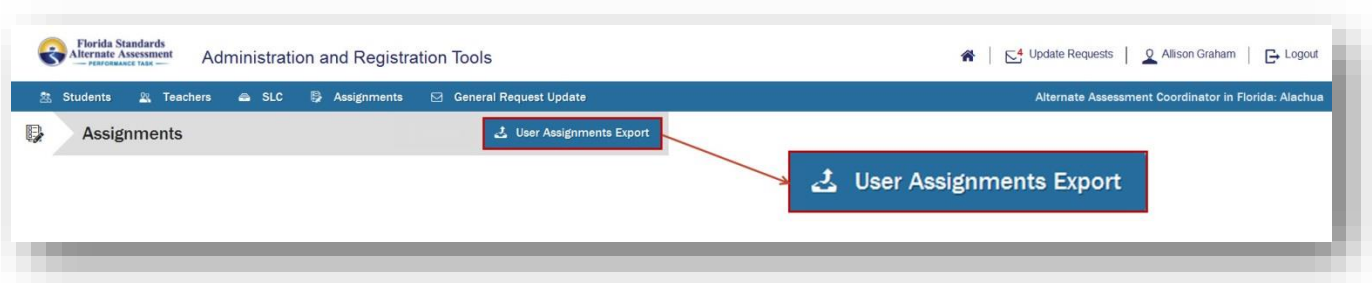 Florida Standards
Alternate Assessment
PERFORMANCE TASK
Administration and Registration Tools
4 Update Requests
Allison Graham
Logout
Students Teachers SLC Assignments General Request Update
Alternate Assessment Coordinator in Florida: Alachua
Assignments
User Assignments Export
User Assignments Export